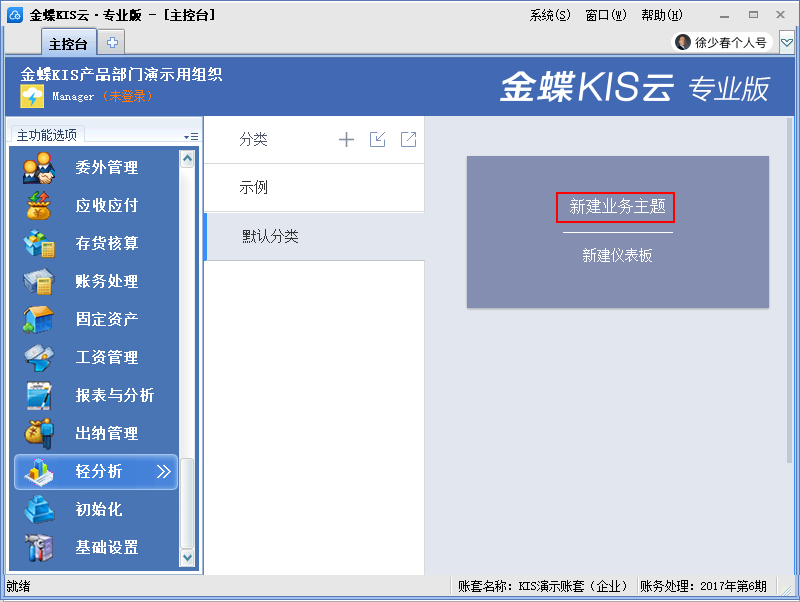 金蝶KIS云·专业版 - [主控台]
系统(S) 窗口(W) 帮助(H)
主控台
徐少春个人号
金蝶KIS产品部门演示用组织
Manager （未登录）
金蝶KIS云 专业版
主功能选项
委外管理
应收应付
存货核算
账务处理
固定资产
工资管理
报表与分析
出纳管理
轻分析
初始化
基础设置
分类
示例
默认分类
新建业务主题
新建仪表板
就绪
账套名称：KIS演示账套（企业）
账务处理：2017年第6期